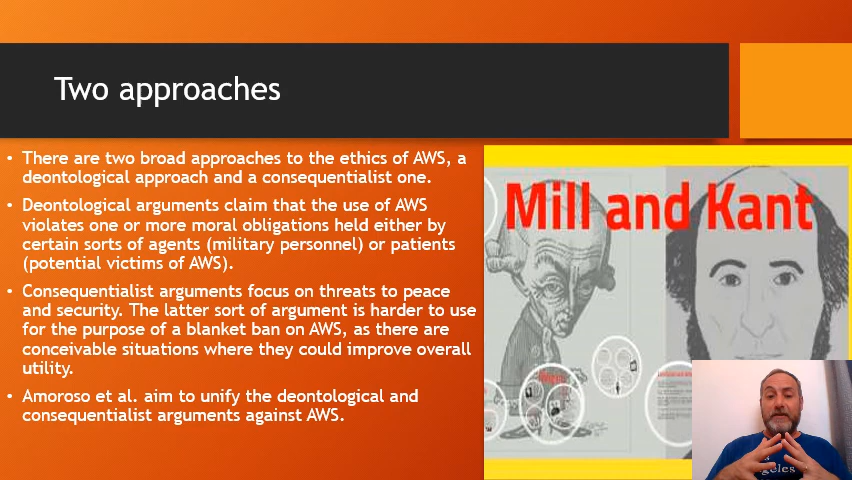 Two approaches
• There are two broad approaches to the ethics of AWS, a
deontological approach and a consequentialist one.
• Deontological arguments claim that the use of AWS
violates one or more moral obligations held either by
certain sorts of agents (military personnel) or patients
(potential victims of AWS).
• Consequentialist arguments focus on threats to peace
and security. The latter sort of argument is harder to use
for the purpose of a blanket ban on AWS, as there are
conceivable situations where they could improve overall
utility.
• Amoroso et al. aim to unify the deontological and
consequentialist arguments against AWS.
Mill and Kant